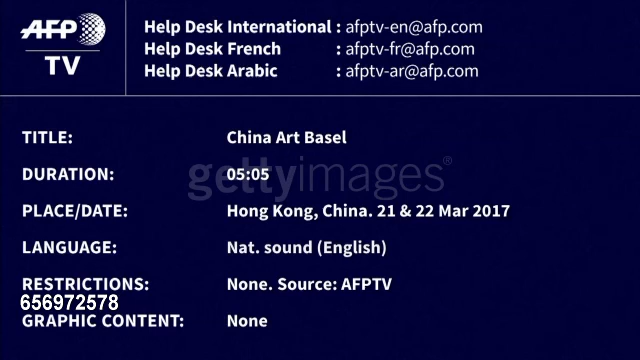 AFP
TV
Help Desk International : afptv-en@afp.com
Help Desk French : afptv-fr@afp.com
Help Desk Arabic : afptv-ar@afp.com
TITLE: China Art Basel
DURATION: 05:05
gettyimages®
PLACE/DATE: Hong Kong, China. 21 & 22 Mar 2017
LANGUAGE: Nat. sound (English)
RESTRICTIONS: None. Source: AFPTV
656972578
GRAPHIC CONTENT: None